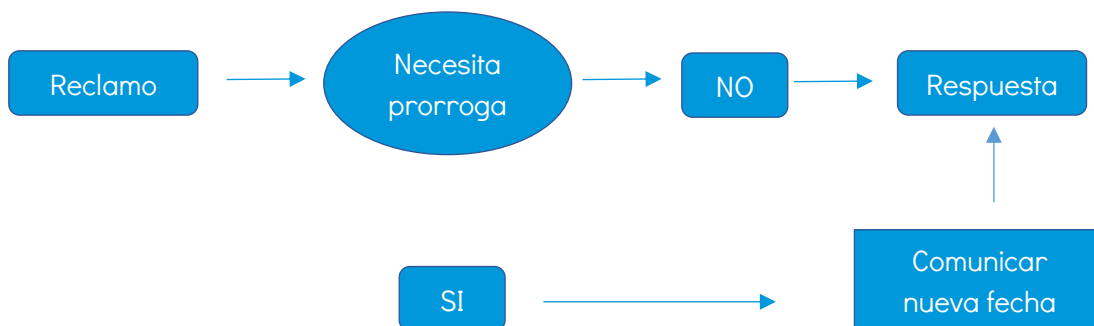 Reclamo
Necesita
prorroga
NO
Respuesta
SI
Comunicar
nueva fecha